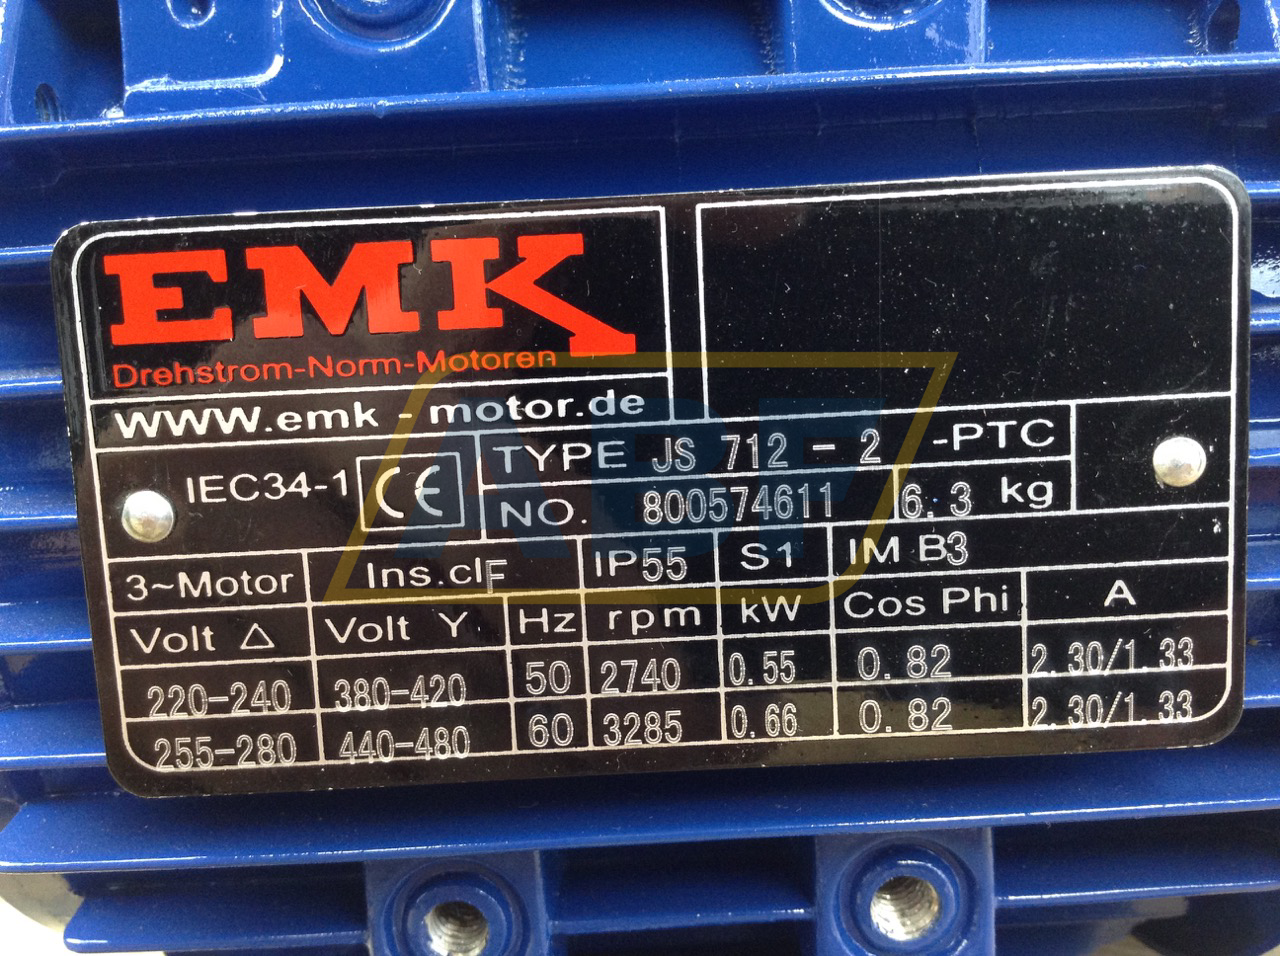 EMK
Drehstrom-Norm-Motoren
www.emk - motor.de
IEC34-1 CE
TYPE JS 712 - 2 -PTC
NO. 800574611 6.3 kg
3~Motor Ins.cl F IP55 S1 IM B3
Volt Δ Volt Y Hz rpm kW Cos Phi A
220-240 380-420 50 2740 0.55 0.82 2.30/1.33
255-280 440-480 60 3285 0.66 0.82 2.30/1.33
ABF